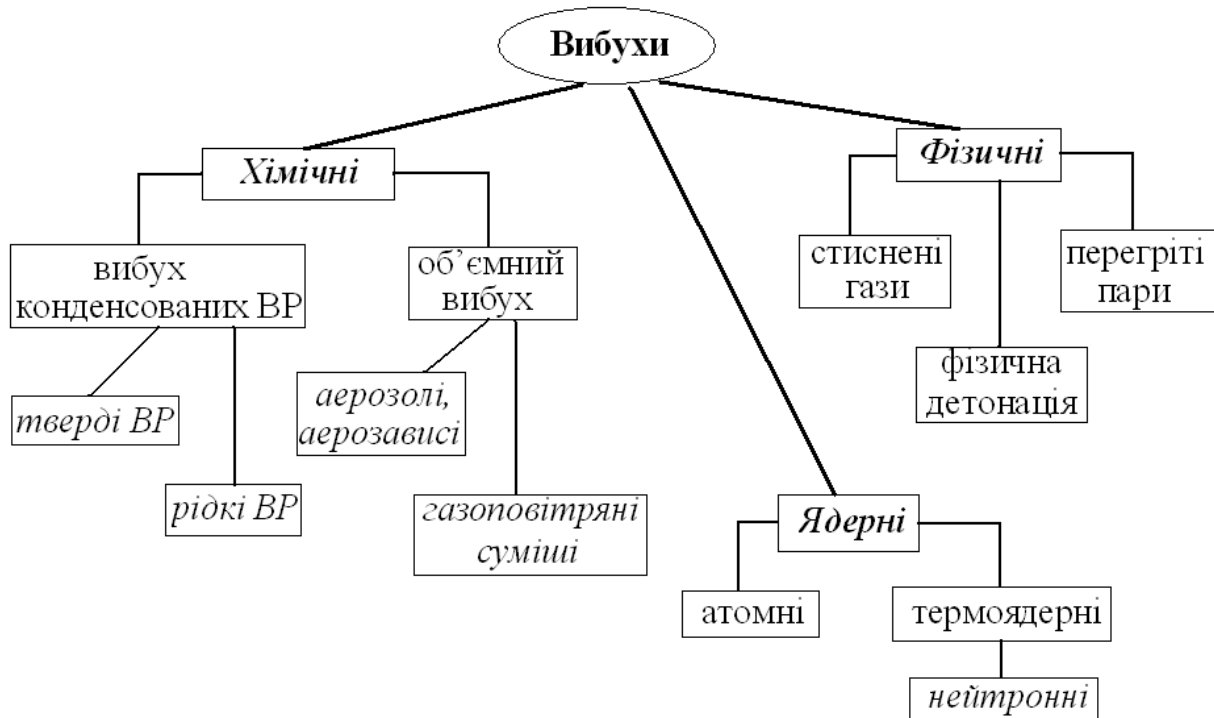 Вибухи
Хімічні
Фізичні
вибух
конденсованих ВР
об’ємний
вибух
стиснені
гази
перегріті
пари
тверді ВР
аерозолі,
аерозависі
фізична
детонація
рідкі ВР
газоповітряні
суміші
Ядерні
атомні
термоядерні
нейтронні